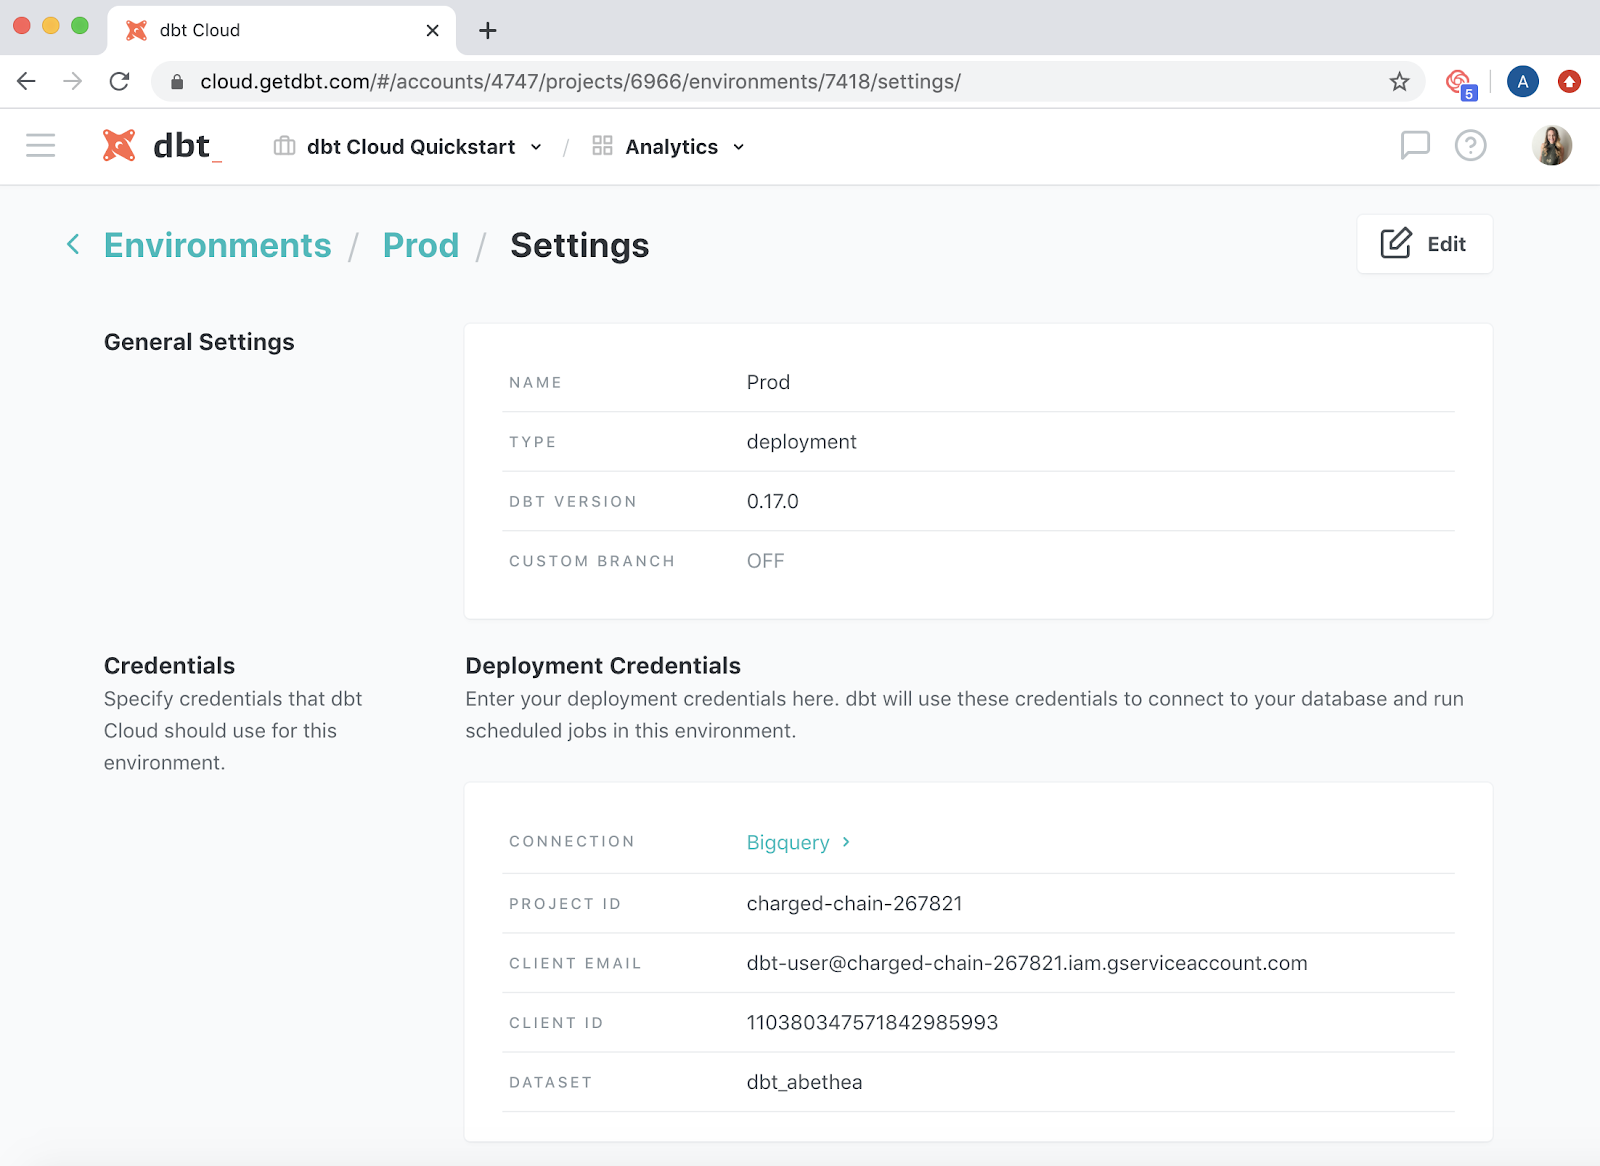 dbt Cloud
cloud.getdbt.com/#/accounts/4747/projects/6966/environments/7418/settings/
5
A
dbt_
dbt Cloud Quickstart / Analytics
?
Environments / Prod / Settings
Edit
General Settings
NAME Prod
TYPE deployment
DBT VERSION 0.17.0
CUSTOM BRANCH OFF
Credentials
Specify credentials that dbt
Cloud should use for this
environment.
Deployment Credentials
Enter your deployment credentials here. dbt will use these credentials to connect to your database and run
scheduled jobs in this environment.
CONNECTION Bigquery
PROJECT ID charged-chain-267821
CLIENT EMAIL dbt-user@charged-chain-267821.iam.gserviceaccount.com
CLIENT ID 110380347571842985993
DATASET dbt_abethea